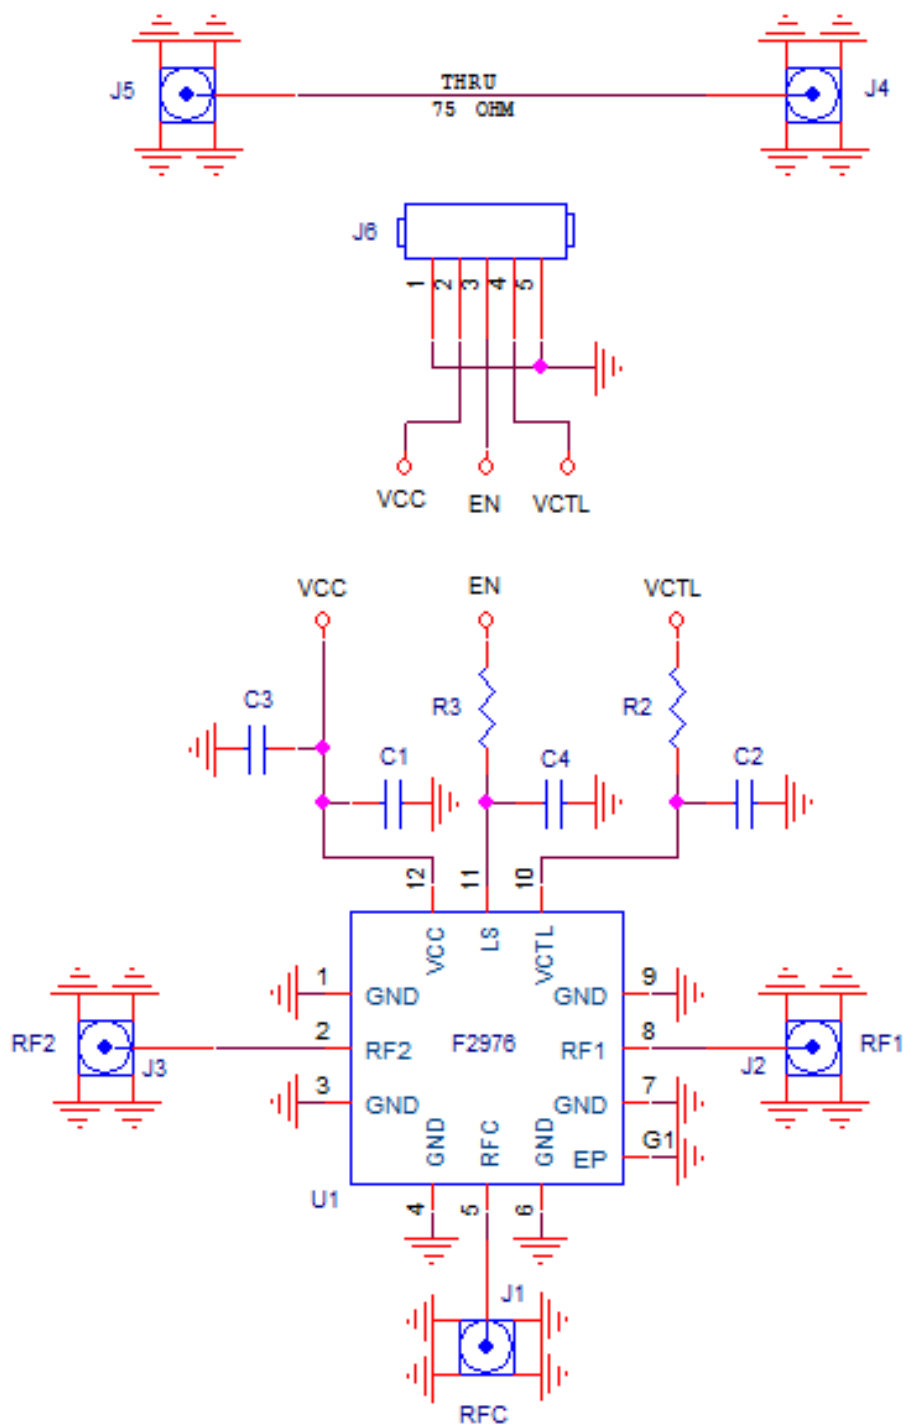 THRU
J5 J4
75 OHM
J6
1 2 3 4 5
VCC EN VCTL
VCC EN VCTL
C3 R3 R2
C1 C4 C2
12 11 10
VCC LS VCTL
1 GND GND 9
RF2 J3 2 RF2 F2976 RF1 8 J2 RF1
3 GND GND 7
GND RFC GND EP G1
U1 4 5 6
J1
RFC